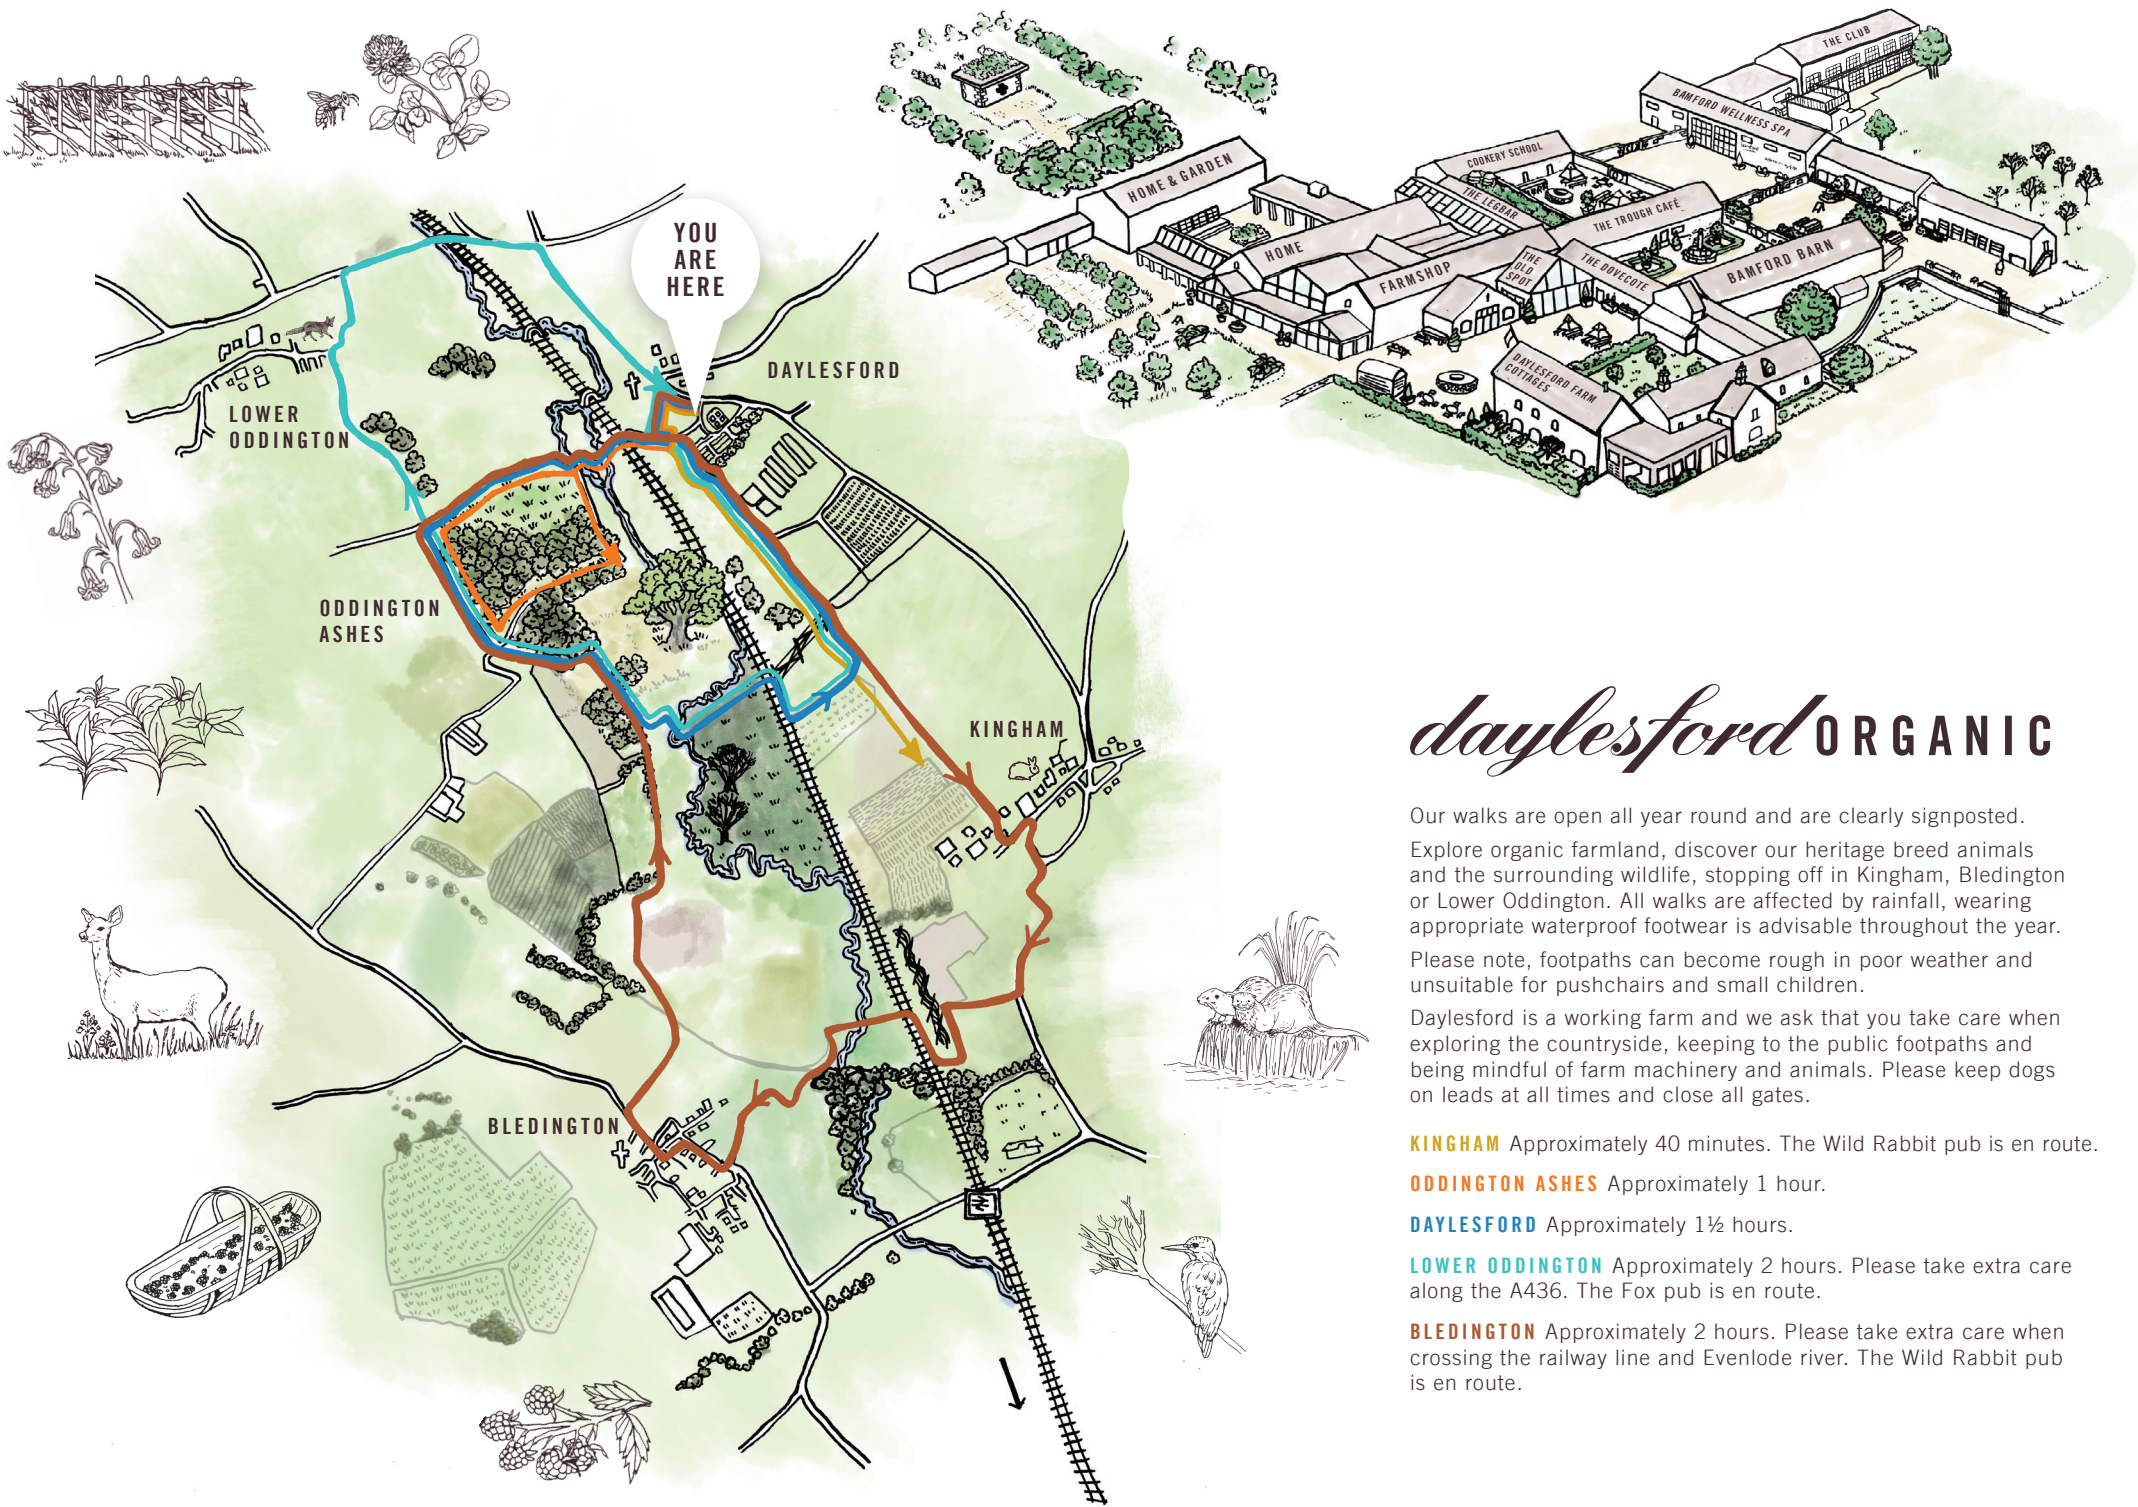 YOU
ARE
HERE
DAYLESFORD
LOWER
ODDINGTON
ODDINGTON
ASHES
KINGHAM
BLEDINGTON
THE CLUB
BAMFORD WELLNESS SPA
COOKERY SCHOOL
HOME & GARDEN
THE LEGBAR
THE TROUGH CAFÉ
HOME
FARMSHOP
THE
OLD
SPOT
THE DOVECOTE
BAMFORD BARN
DAYLESFORD FARM
COTTAGES
daylesford ORGANIC
Our walks are open all year round and are clearly signposted.
Explore organic farmland, discover our heritage breed animals
and the surrounding wildlife, stopping off in Kingham, Bledington
or Lower Oddington. All walks are affected by rainfall, wearing
appropriate waterproof footwear is advisable throughout the year.
Please note, footpaths can become rough in poor weather and
unsuitable for pushchairs and small children.
Daylesford is a working farm and we ask that you take care when
exploring the countryside, keeping to the public footpaths and
being mindful of farm machinery and animals. Please keep dogs
on leads at all times and close all gates.
KINGHAM Approximately 40 minutes. The Wild Rabbit pub is en route.
ODDINGTON ASHES Approximately 1 hour.
DAYLESFORD Approximately 1½ hours.
LOWER ODDINGTON Approximately 2 hours. Please take extra care
along the A436. The Fox pub is en route.
BLEDINGTON Approximately 2 hours. Please take extra care when
crossing the railway line and Evenlode river. The Wild Rabbit pub
is en route.